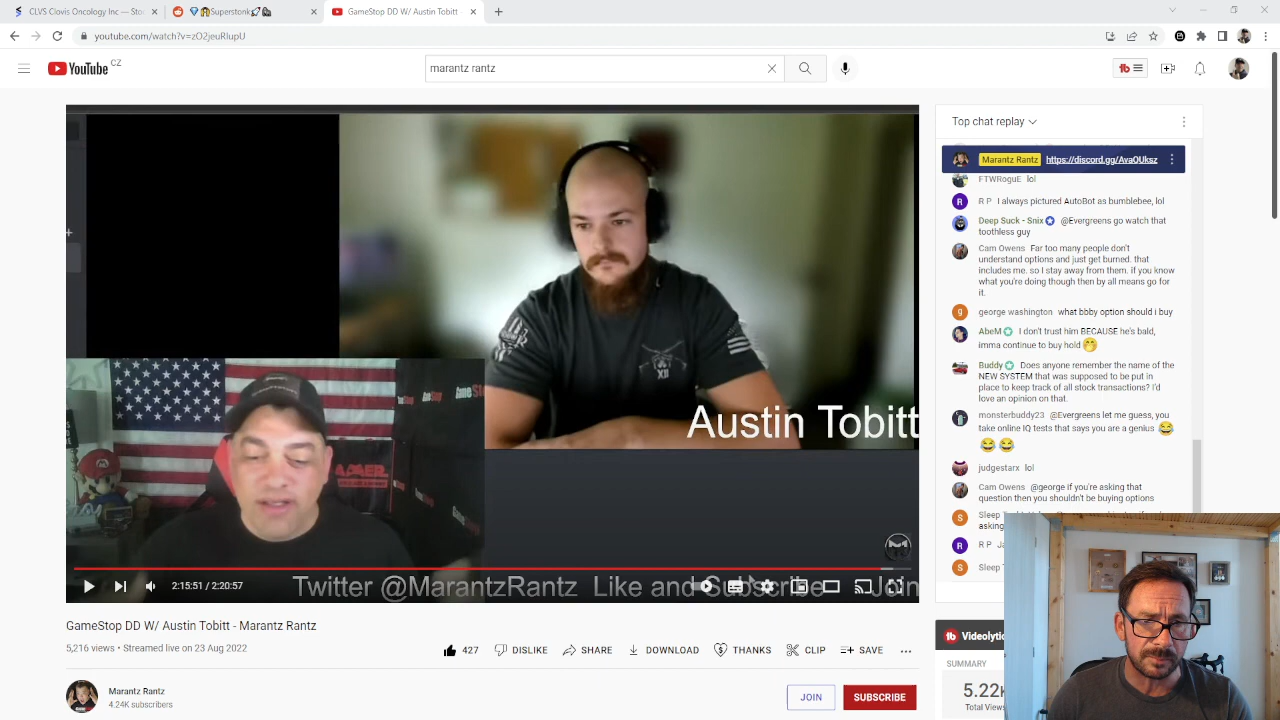 CLVS Clovis Oncology Inc — Sto
Superstonk
GameStop DD W/ Austin Tobitt
youtube.com/watch?v=zO2jeuRlupU
YouTube CZ
marantz rantz
Top chat replay
Marantz Rantz https://discord.gg/AvaQUksz
FTWRoguE lol
R P I always pictured AutoBot as bumblebee, lol
Deep Suck - Snix @Evergreens go watch that
toothless guy
Cam Owens Far too many people don't
understand options and just get burned. that
includes me. so I stay away from them. if you know
what you're doing though then by all means go for
it.
george washington what bbby option should i buy
AbeM I don't trust him BECAUSE he's bald,
imma continue to buy hold
Buddy Does anyone remember the name of the
NEW SYSTEM that was supposed to be put in
place to keep track of all stock transactions? I'd
love an opinion on that.
monsterbuddy23 @Evergreens let me guess, you
take online IQ tests that says you are a genius
judgestarx lol
Cam Owens @george if you're asking that
question then you shouldn't be buying options
Sleep
asking
R P
Sleep
Austin Tobitt
2:15:51 / 2:20:57
Twitter @MarantzRantz Like and Subscribe Join
GameStop DD W/ Austin Tobitt - Marantz Rantz
5,216 views • Streamed live on 23 Aug 2022
427 DISLIKE SHARE DOWNLOAD THANKS CLIP SAVE
Marantz Rantz
4.24K subscribers
JOIN SUBSCRIBE
SUMMARY
5.22K
Total Views